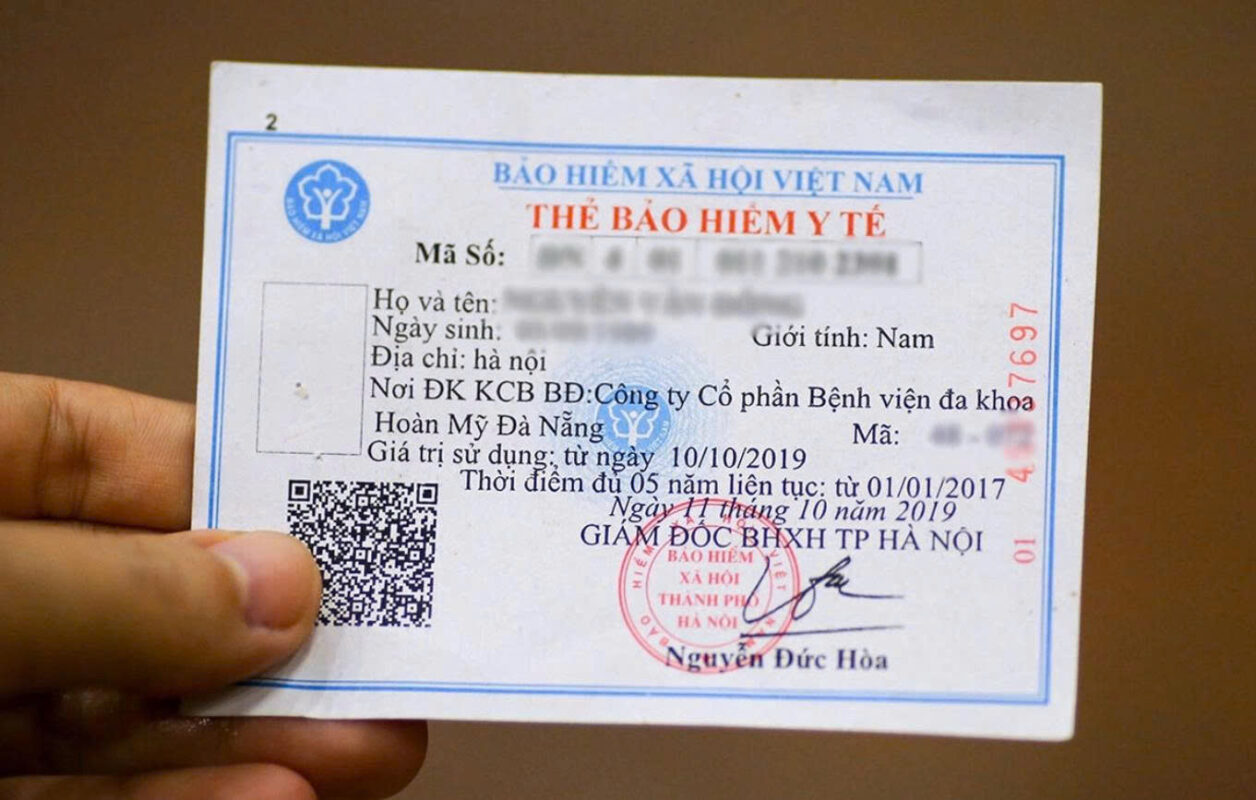 2
BẢO HIỂM XÃ HỘI VIỆT NAM
THẺ BẢO HIỂM Y TẾ
Mã Số:
Họ và tên:
Ngày sinh:
Giới tính: Nam
Địa chỉ: hà nội
Nơi ĐK KCB BĐ:Công ty Cổ phần Bệnh viện đa khoa
Hoàn Mỹ Đà Nẵng
Mã:
Giá trị sử dụng: từ ngày 10/10/2019
Thời điểm đủ 05 năm liên tục: từ 01/01/2017
Ngày 11 tháng 10 năm 2019
GIÁM ĐỐC BHXH TP HÀ NỘI
BẢO HIỂM
XÃ HỘI
THÀNH PHỐ
HÀ NỘI
Nguyễn Đức Hòa
01